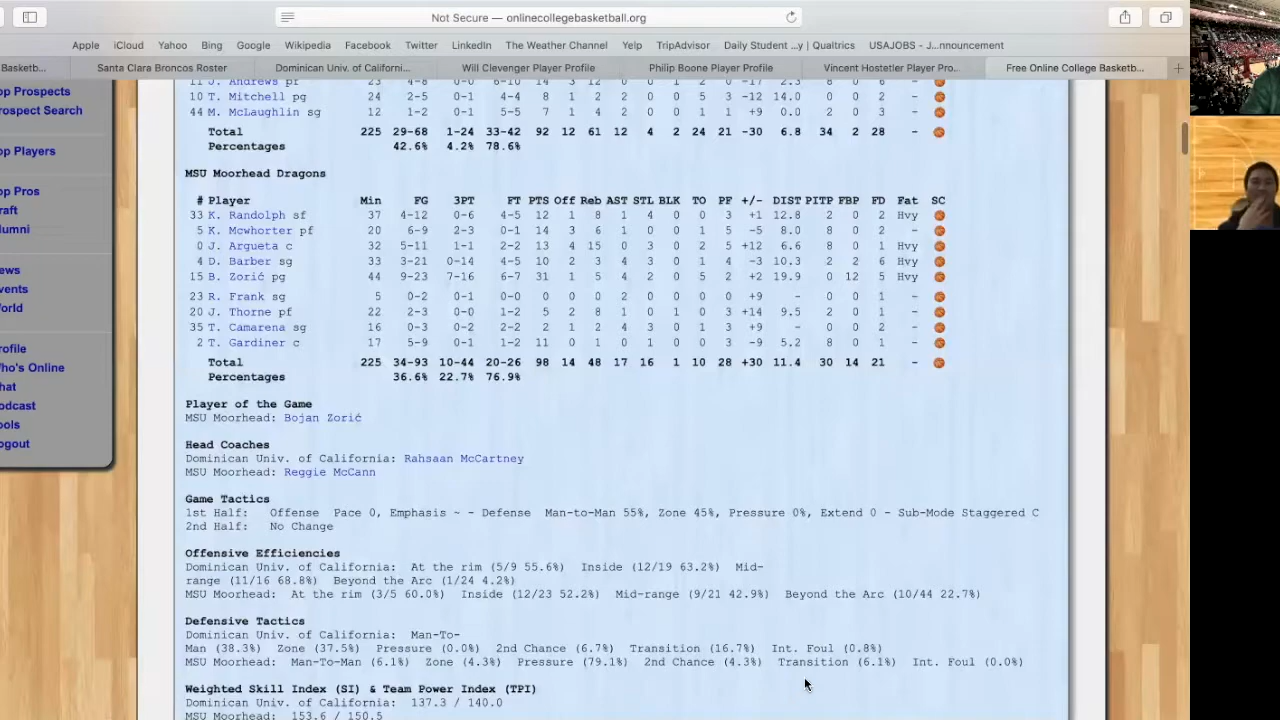 Not Secure — onlinecollegebasketball.org
Apple iCloud Yahoo Bing Google Wikipedia Facebook Twitter LinkedIn The Weather Channel Yelp TripAdvisor Daily Student ...y | Qualtrics USAJOBS - J...nnouncement
Basketb... Santa Clara Broncos Roster Dominican Univ. of Californi... Will Clevenger Player Profile Philip Boone Player Profile Vincent Hostetler Player Pro... Free Online College Basketb... +
op Prospects
rospect Search
op Players
op Pros
raft
lumni
ews
vents
orld
rofile
ho's Online
hat
odcast
ools
ogout
11 J. Andrews pf 23 4-8 0-0 6-10 14 3 12 0 0 1 2 0 -17 2.3 8 0 6 -
10 T. Mitchell pg 24 2-5 0-1 4-4 8 1 2 2 0 0 5 3 -12 14.0 0 0 2 -
44 M. McLaughlin sg 12 1-2 0-1 5-5 7 1 4 2 0 0 1 1 +9 0.0 0 0 3 -
Total 225 29-68 1-24 33-42 92 12 61 12 4 2 24 21 -30 6.8 34 2 28 -
Percentages 42.6% 4.2% 78.6%
MSU Moorhead Dragons
# Player Min FG 3PT FT PTS Off Reb AST STL BLK TO PF +/- DIST PITP FBP FD Fat SC
33 K. Randolph sf 37 4-12 0-6 4-5 12 1 8 1 4 0 0 3 +1 12.8 2 0 2 Hvy
5 K. Mcwhorter pf 20 6-9 2-3 0-1 14 3 6 1 0 0 1 5 -5 8.0 8 0 2 -
0 J. Argueta c 32 5-11 1-1 2-2 13 4 15 0 3 0 2 5 +12 6.6 8 0 1 Hvy
4 D. Barber sg 33 3-21 0-14 4-5 10 2 3 4 3 0 1 4 -3 10.3 2 2 6 Hvy
15 B. Zorić pg 44 9-23 7-16 6-7 31 1 5 4 2 0 5 2 +2 19.9 0 12 5 Hvy
23 R. Frank sg 5 0-2 0-1 0-0 0 0 0 2 0 0 0 0 +9 - 0 0 1 -
20 J. Thorne pf 22 2-3 0-0 1-2 5 2 8 1 0 1 0 3 +14 9.5 2 0 1 -
35 T. Camarena sg 16 0-3 0-2 2-2 2 1 2 4 3 0 1 3 +9 - 0 0 2 -
2 T. Gardiner c 17 5-9 0-1 1-2 11 0 1 0 1 0 0 3 -9 5.2 8 0 1 -
Total 225 34-93 10-44 20-26 98 14 48 17 16 1 10 28 +30 11.4 30 14 21 -
Percentages 36.6% 22.7% 76.9%
Player of the Game
MSU Moorhead: Bojan Zorić
Head Coaches
Dominican Univ. of California: Rahsaan McCartney
MSU Moorhead: Reggie McCann
Game Tactics
1st Half: Offense Pace 0, Emphasis ~ - Defense Man-to-Man 55%, Zone 45%, Pressure 0%, Extend 0 - Sub-Mode Staggered C
2nd Half: No Change
Offensive Efficiencies
Dominican Univ. of California: At the rim (5/9 55.6%) Inside (12/19 63.2%) Mid-
range (11/16 68.8%) Beyond the Arc (1/24 4.2%)
MSU Moorhead: At the rim (3/5 60.0%) Inside (12/23 52.2%) Mid-range (9/21 42.9%) Beyond the Arc (10/44 22.7%)
Defensive Tactics
Dominican Univ. of California: Man-To-
Man (38.3%) Zone (37.5%) Pressure (0.0%) 2nd Chance (6.7%) Transition (16.7%) Int. Foul (0.8%)
MSU Moorhead: Man-To-Man (6.1%) Zone (4.3%) Pressure (79.1%) 2nd Chance (4.3%) Transition (6.1%) Int. Foul (0.0%)
Weighted Skill Index (SI) & Team Power Index (TPI)
Dominican Univ. of California: 137.3 / 140.0
MSU Moorhead: 153.6 / 150.5